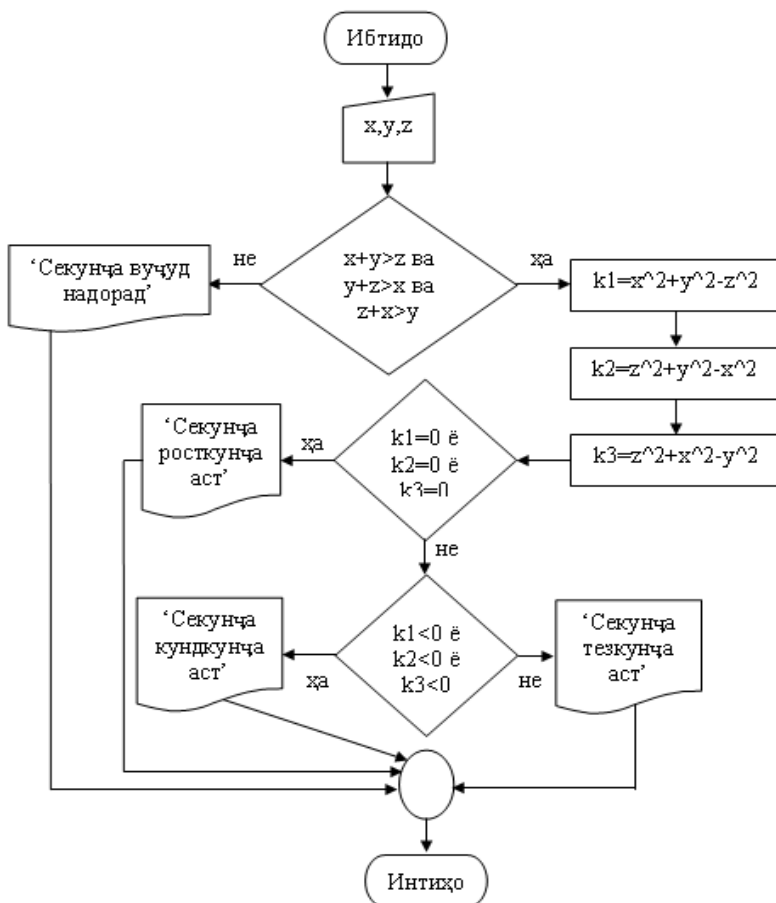 Ибтидо
x,y,z
x+y>z ва
y+z>x ва
z+x>y
не
ҳа
‘Секунҷа вуҷуд
надорад’
k1=x^2+y^2-z^2
k2=z^2+y^2-x^2
k3=z^2+x^2-y^2
k1=0 ё
k2=0 ё
k3=0
ҳа
‘Секунҷа
росткунҷа
аст’
не
k1<0 ё
k2<0 ё
k3<0
ҳа
‘Секунҷа
кундкунҷа
аст’
не
‘Секунҷа
тезкунҷа
аст’
Интиҳо